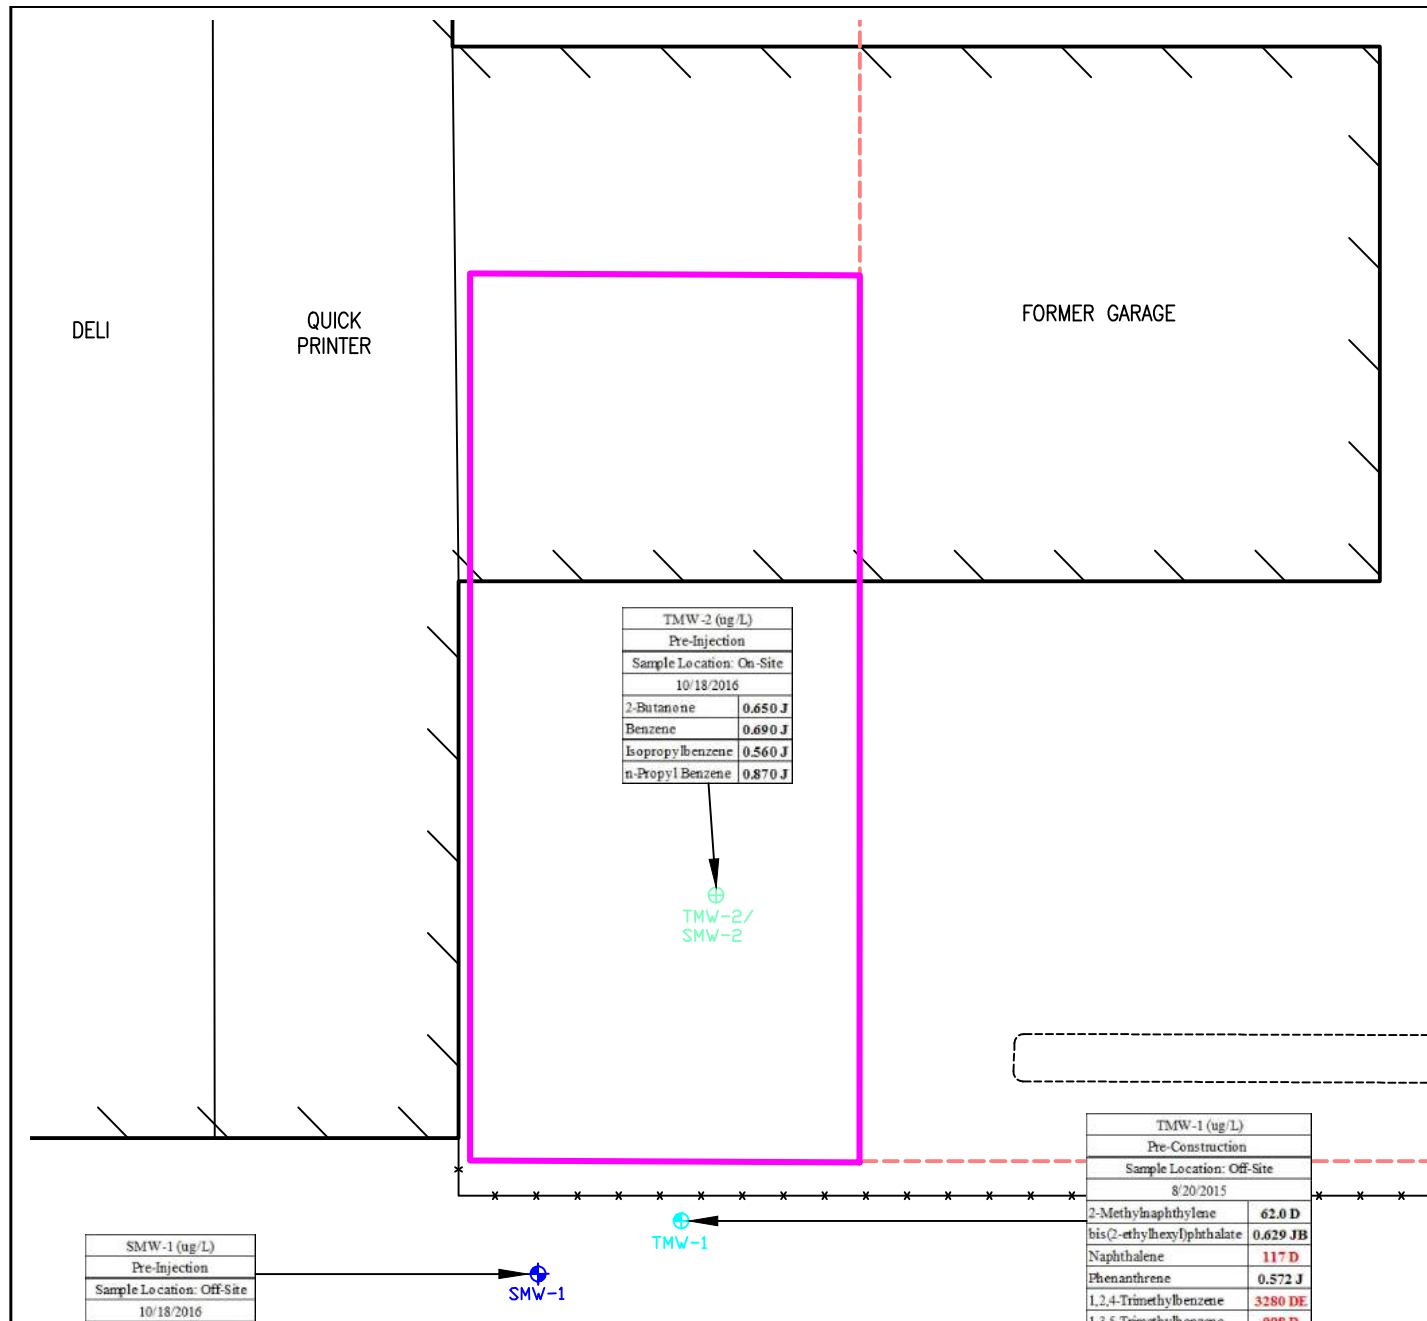 FORMER GARAGE
DELI
QUICK
PRINTER
TMW-2 (ug/L)
Pre-Injection
Sample Location: On-Site
10/18/2016
2-Butanone 0.650 J
Benzene 0.690 J
Isopropylbenzene 0.560 J
n-Propyl Benzene 0.870 J
TMW-2/
SMW-2
TMW-1 (ug/L)
Pre-Construction
Sample Location: Off-Site
8/20/2015
2-Methylnaphthylene 62.0 D
bis(2-ethylhexyl)phthalate 0.629 JB
Naphthalene 117 D
Phenanthrene 0.572 J
1,2,4-Trimethylbenzene 3280 DE
1,3,5-Trimethylbenzene
TMW-1
SMW-1 (ug/L)
Pre-Injection
Sample Location: Off-Site
10/18/2016
SMW-1